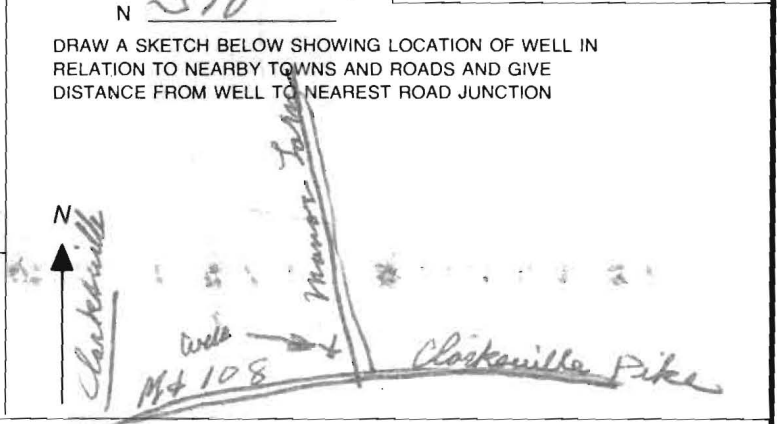 N
DRAW A SKETCH BELOW SHOWING LOCATION OF WELL IN
RELATION TO NEARBY TOWNS AND ROADS AND GIVE
DISTANCE FROM WELL TO NEAREST ROAD JUNCTION
Manor Lane
N
Clarksville
Well
Md 108
Clarksville Pike